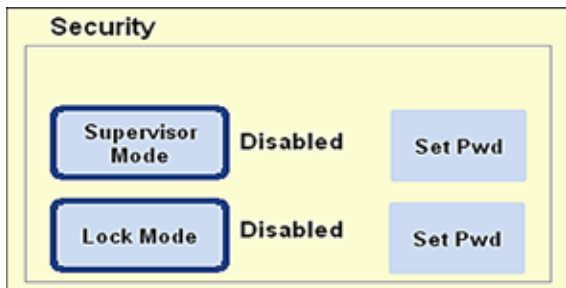 Security
Supervisor
Mode
Disabled
Set Pwd
Lock Mode
Disabled
Set Pwd